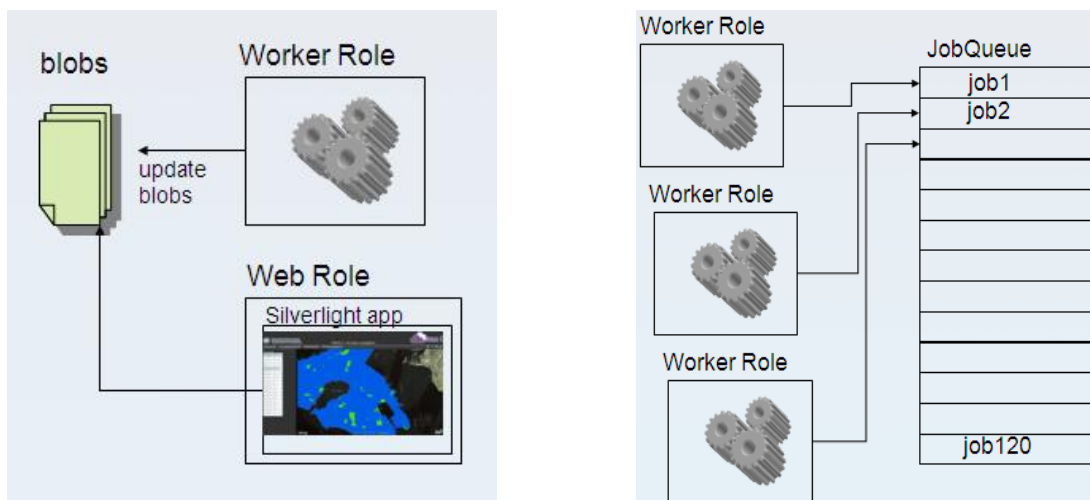 blobs
Worker Role
update
blobs
Web Role
Silverlight app
Worker Role
Worker Role
Worker Role
JobQueue
job1
job2
job120